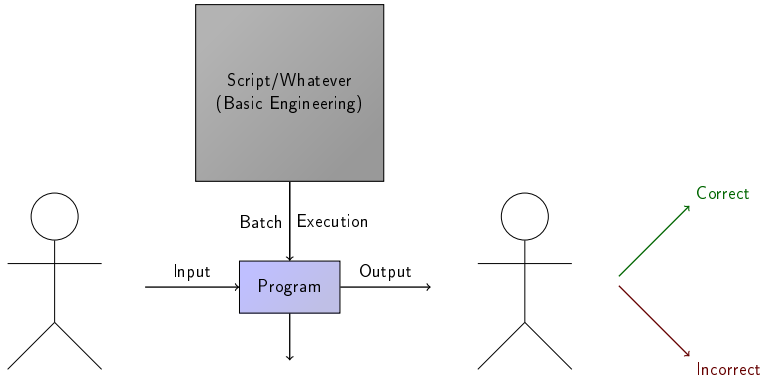 Script/Whatever
(Basic Engineering)
Batch Execution
Input
Program
Output
Correct
Incorrect